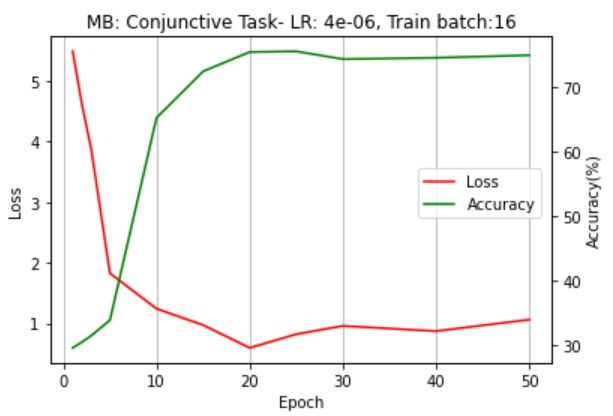 MB: Conjunctive Task- LR: 4e-06, Train batch:16
Loss
5
4
3
2
1
Loss
Accuracy
70
60
50
40
30
Accuracy(%)
0 10 20 30 40 50
Epoch